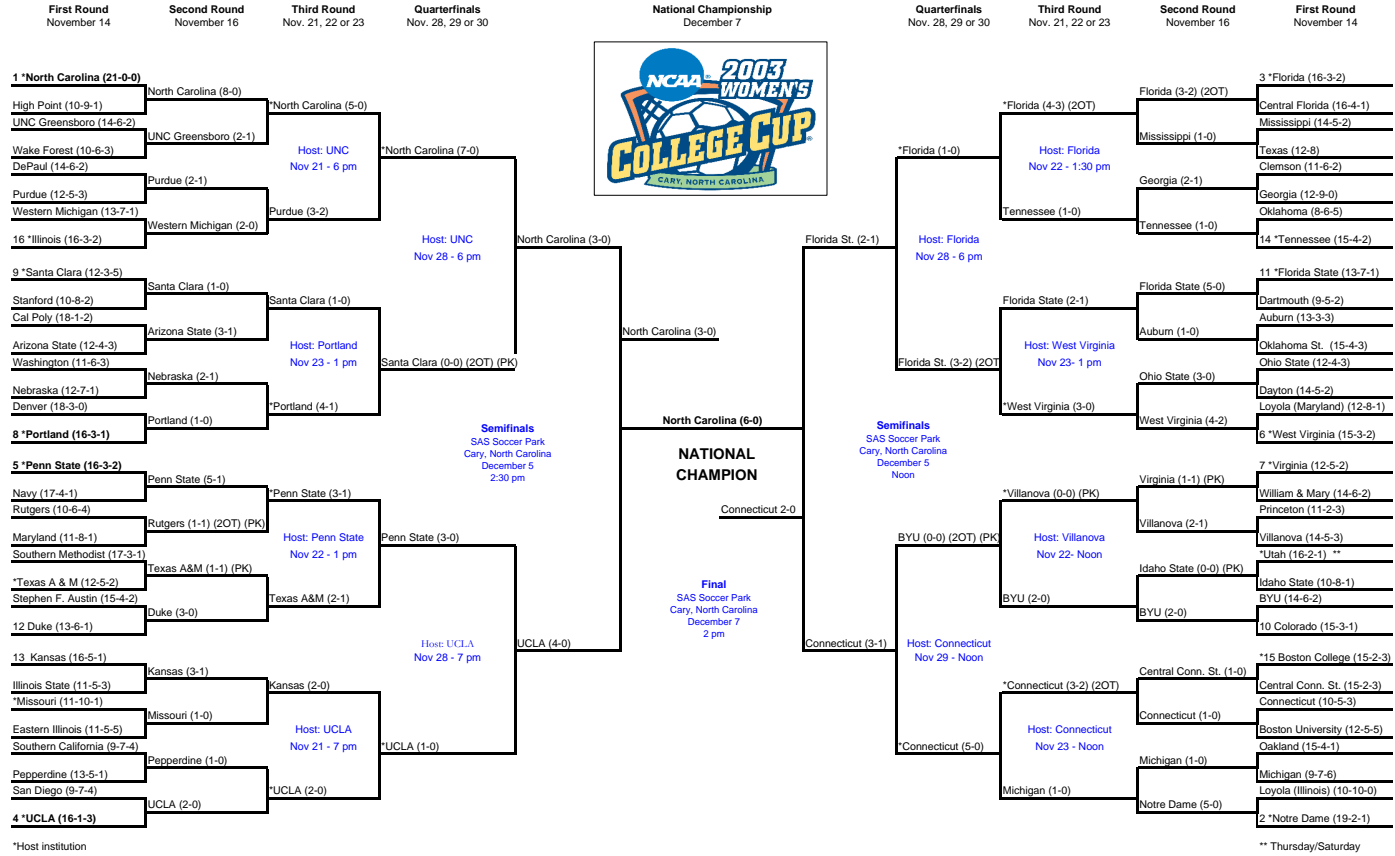 First Round
November 14
Second Round
November 16
Third Round
Nov. 21, 22 or 23
Quarterfinals
Nov. 28, 29 or 30
National Championship
December 7
Quarterfinals
Nov. 28, 29 or 30
Third Round
Nov. 21, 22 or 23
Second Round
November 16
First Round
November 14
NCAA®
2003
WOMEN'S
COLLEGE CUP
CARY, NORTH CAROLINA
1 *North Carolina (21-0-0)
High Point (10-9-1)
UNC Greensboro (14-6-2)
Wake Forest (10-6-3)
DePaul (14-6-2)
Purdue (12-5-3)
Western Michigan (13-7-1)
16 *Illinois (16-3-2)
9 *Santa Clara (12-3-5)
Stanford (10-8-2)
Cal Poly (18-1-2)
Arizona State (12-4-3)
Washington (11-6-3)
Nebraska (12-7-1)
Denver (18-3-0)
8 *Portland (16-3-1)
5 *Penn State (16-3-2)
Navy (17-4-1)
Rutgers (10-6-4)
Maryland (11-8-1)
Southern Methodist (17-3-1)
*Texas A & M (12-5-2)
Stephen F. Austin (15-4-2)
12 Duke (13-6-1)
13 Kansas (16-5-1)
Illinois State (11-5-3)
*Missouri (11-10-1)
Eastern Illinois (11-5-5)
Southern California (9-7-4)
Pepperdine (13-5-1)
San Diego (9-7-4)
4 *UCLA (16-1-3)
*Host institution
North Carolina (8-0)
UNC Greensboro (2-1)
Purdue (2-1)
Western Michigan (2-0)
Santa Clara (1-0)
Arizona State (3-1)
Nebraska (2-1)
Portland (1-0)
Penn State (5-1)
Rutgers (1-1) (2OT) (PK)
Texas A&M (1-1) (PK)
Duke (3-0)
Kansas (3-1)
Missouri (1-0)
Pepperdine (1-0)
UCLA (2-0)
*North Carolina (5-0)
Host: UNC
Nov 21 - 6 pm
Purdue (3-2)
Santa Clara (1-0)
Host: Portland
Nov 23 - 1 pm
*Portland (4-1)
*Penn State (3-1)
Host: Penn State
Nov 22 - 1 pm
Texas A&M (2-1)
Kansas (2-0)
Host: UCLA
Nov 21 - 7 pm
*UCLA (2-0)
*North Carolina (7-0)
Host: UNC
Nov 28 - 6 pm
Santa Clara (0-0) (2OT) (PK)
Penn State (3-0)
Host: UCLA
Nov 28 - 7 pm
*UCLA (1-0)
North Carolina (3-0)
Semifinals
SAS Soccer Park
Cary, North Carolina
December 5
2:30 pm
UCLA (4-0)
North Carolina (3-0)
North Carolina (6-0)
NATIONAL
CHAMPION
Connecticut 2-0
Final
SAS Soccer Park
Cary, North Carolina
December 7
2 pm
Florida St. (2-1)
Semifinals
SAS Soccer Park
Cary, North Carolina
December 5
Noon
Connecticut (3-1)
*Florida (1-0)
Host: Florida
Nov 28 - 6 pm
Florida St. (3-2) (2OT
BYU (0-0) (2OT) (PK)
Host: Connecticut
Nov 29 - Noon
*Connecticut (5-0)
*Florida (4-3) (2OT)
Host: Florida
Nov 22 - 1:30 pm
Tennessee (1-0)
Florida State (2-1)
Host: West Virginia
Nov 23- 1 pm
*West Virginia (3-0)
*Villanova (0-0) (PK)
Host: Villanova
Nov 22- Noon
BYU (2-0)
*Connecticut (3-2) (2OT)
Host: Connecticut
Nov 23 - Noon
Michigan (1-0)
Florida (3-2) (2OT)
Mississippi (1-0)
Georgia (2-1)
Tennessee (1-0)
Florida State (5-0)
Auburn (1-0)
Ohio State (3-0)
West Virginia (4-2)
Virginia (1-1) (PK)
Villanova (2-1)
Idaho State (0-0) (PK)
BYU (2-0)
Central Conn. St. (1-0)
Connecticut (1-0)
Michigan (1-0)
Notre Dame (5-0)
3 *Florida (16-3-2)
Central Florida (16-4-1)
Mississippi (14-5-2)
Texas (12-8)
Clemson (11-6-2)
Georgia (12-9-0)
Oklahoma (8-6-5)
14 *Tennessee (15-4-2)
11 *Florida State (13-7-1)
Dartmouth (9-5-2)
Auburn (13-3-3)
Oklahoma St. (15-4-3)
Ohio State (12-4-3)
Dayton (14-5-2)
Loyola (Maryland) (12-8-1)
6 *West Virginia (15-3-2)
7 *Virginia (12-5-2)
William & Mary (14-6-2)
Princeton (11-2-3)
Villanova (14-5-3)
*Utah (16-2-1) **
Idaho State (10-8-1)
BYU (14-6-2)
10 Colorado (15-3-1)
*15 Boston College (15-2-3)
Central Conn. St. (15-2-3)
Connecticut (10-5-3)
Boston University (12-5-5)
Oakland (15-4-1)
Michigan (9-7-6)
Loyola (Illinois) (10-10-0)
2 *Notre Dame (19-2-1)
** Thursday/Saturday